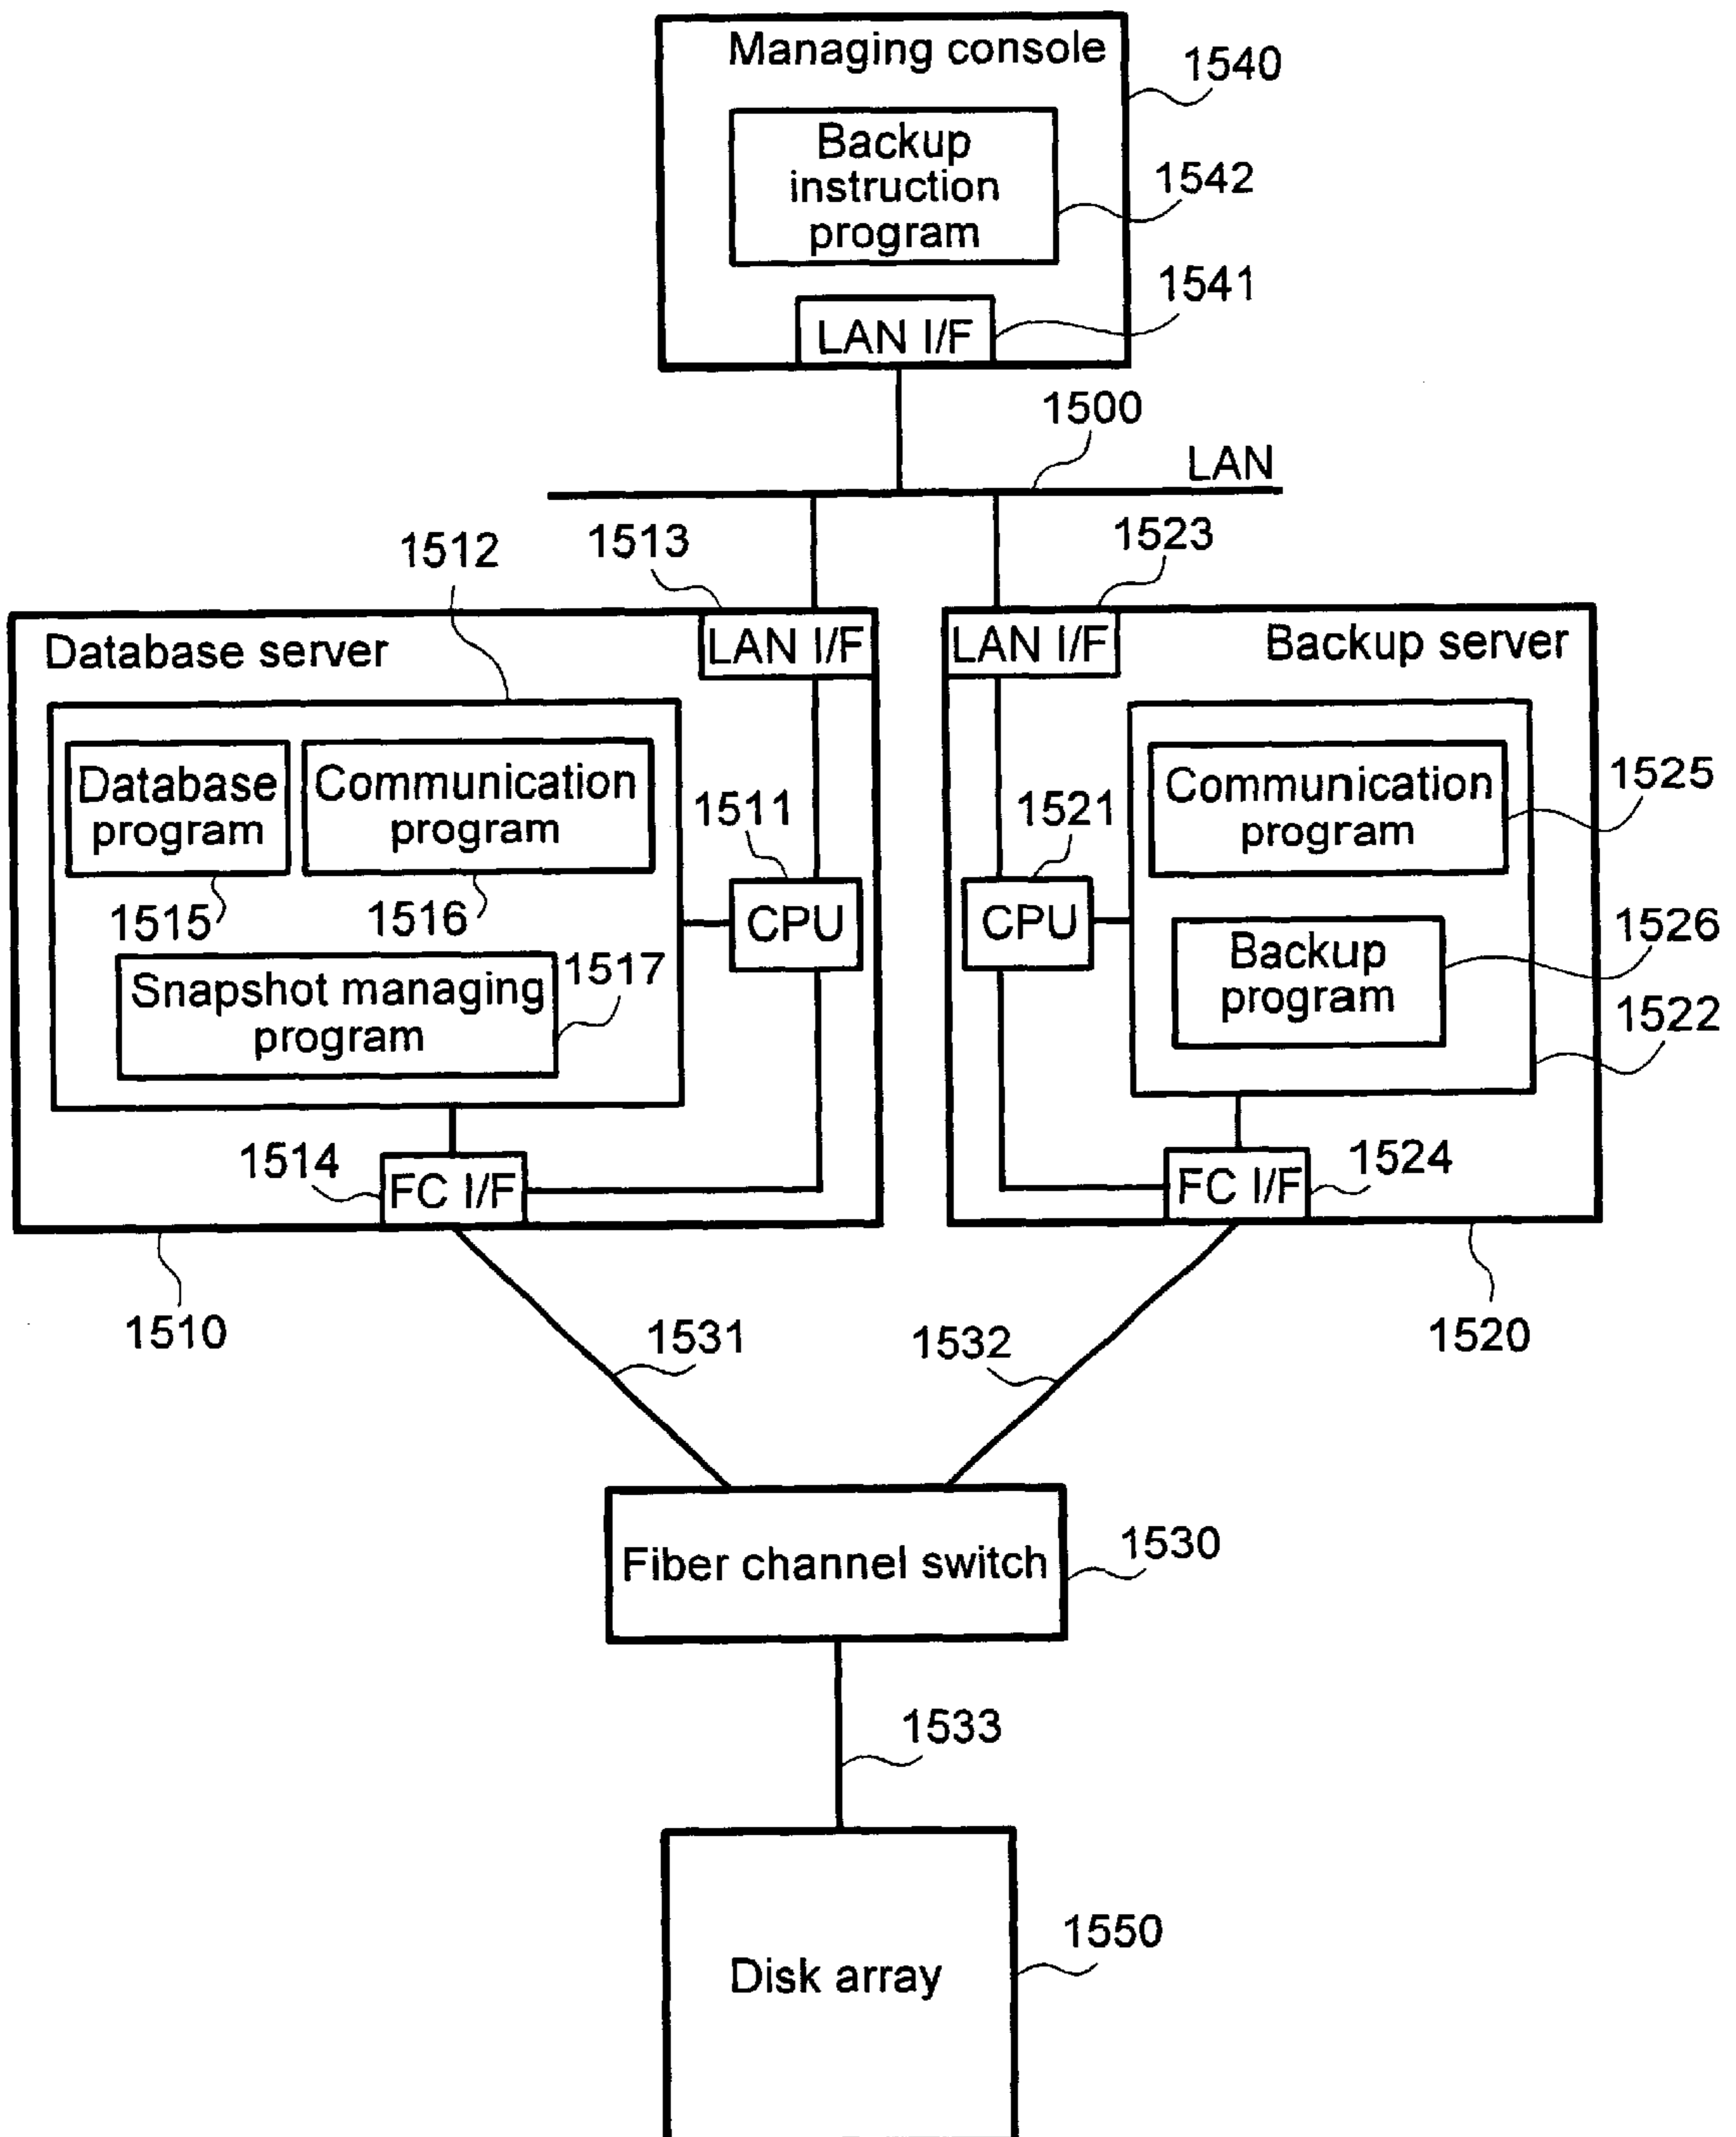 Managing console
1540
Backup
instruction
program
1542
1541
LAN I/F
1500
LAN
1512
1513
1523
Database server
LAN I/F
LAN I/F
Backup server
Database
program
Communication
program
1511
1521
Communication
program
1525
1515
1516
CPU
CPU
Backup
program
1526
Snapshot managing
program
1517
1522
1514
FC I/F
FC I/F
1524
1510
1531
1532
1520
Fiber channel switch
1530
1533
Disk array
1550